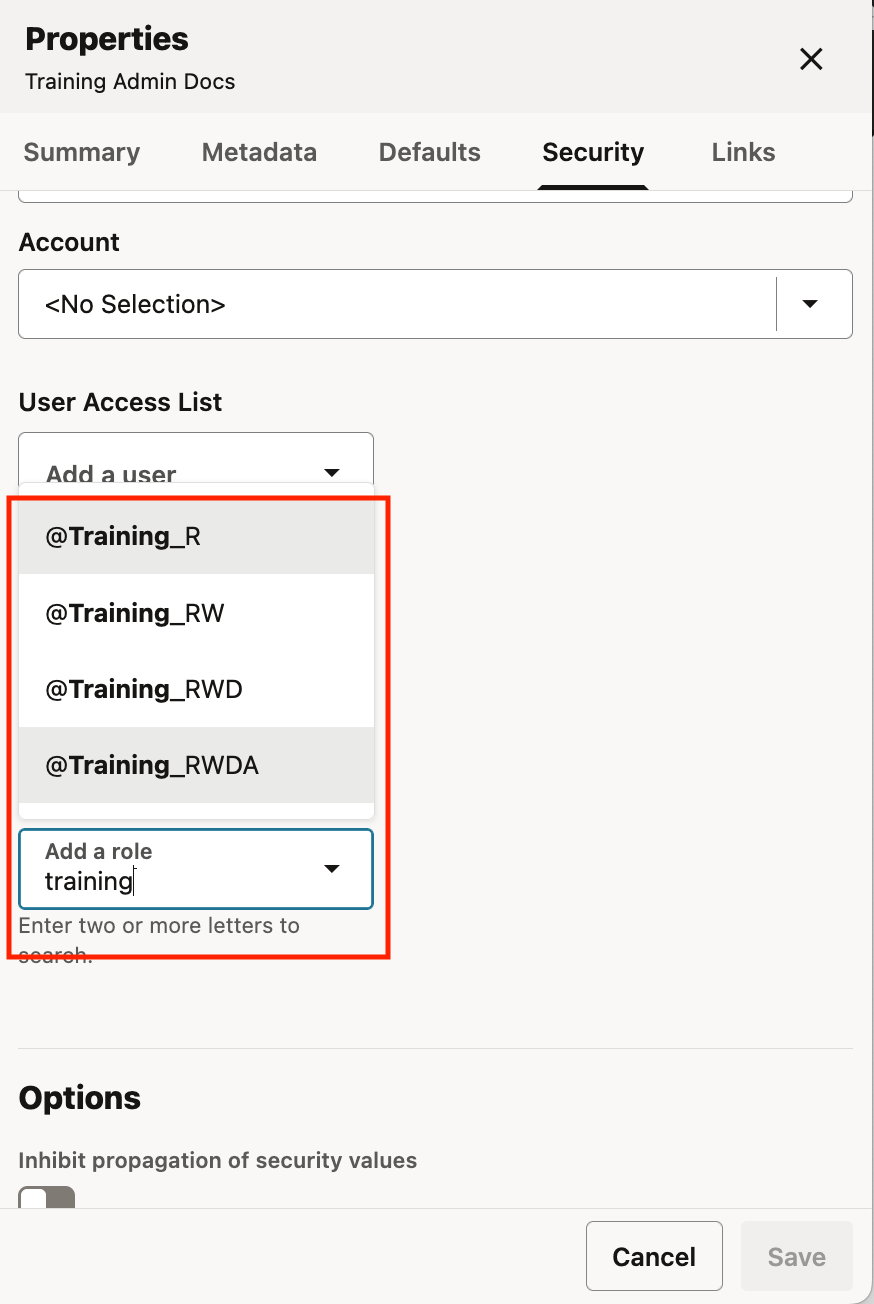 Properties
Training Admin Docs
Summary
Metadata
Defaults
Security
Links
Account
<No Selection>
User Access List
Add a user
@Training_R
@Training_RW
@Training_RWD
@Training_RWDA
Add a role
training
Enter two or more letters to
search.
Options
Inhibit propagation of security values
Cancel
Save